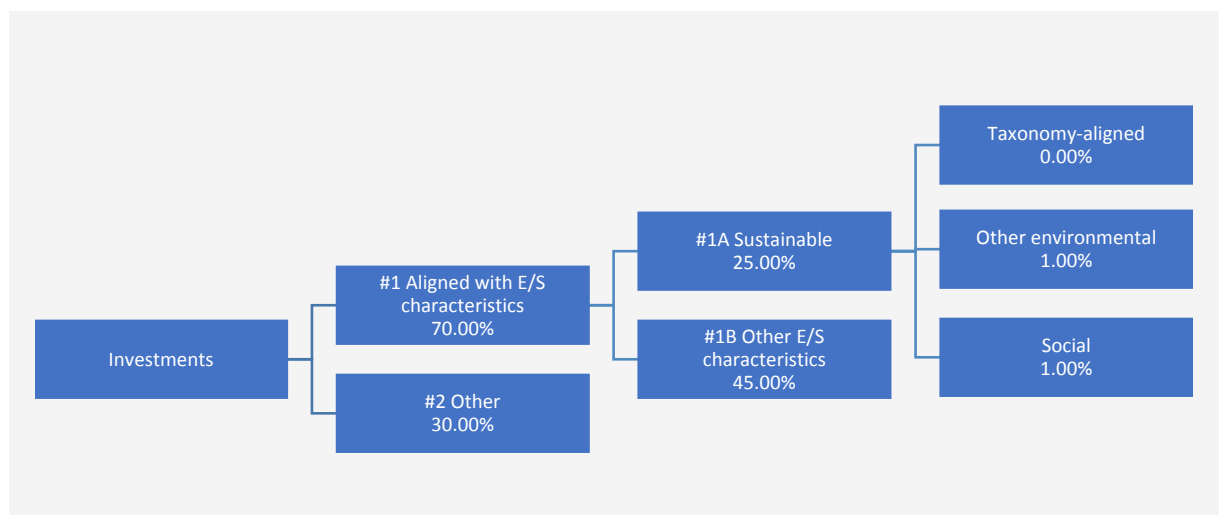 Investments
#1 Aligned with E/S
characteristics
70.00%
#2 Other
30.00%
#1A Sustainable
25.00%
#1B Other E/S
characteristics
45.00%
Taxonomy-aligned
0.00%
Other environmental
1.00%
Social
1.00%